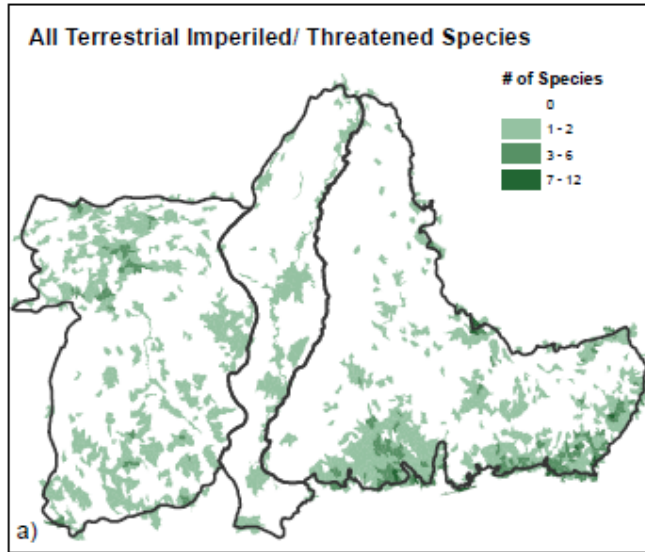 All Terrestrial Imperiled/ Threatened Species
# of Species
0
1 - 2
3 - 6
7 - 12
a)